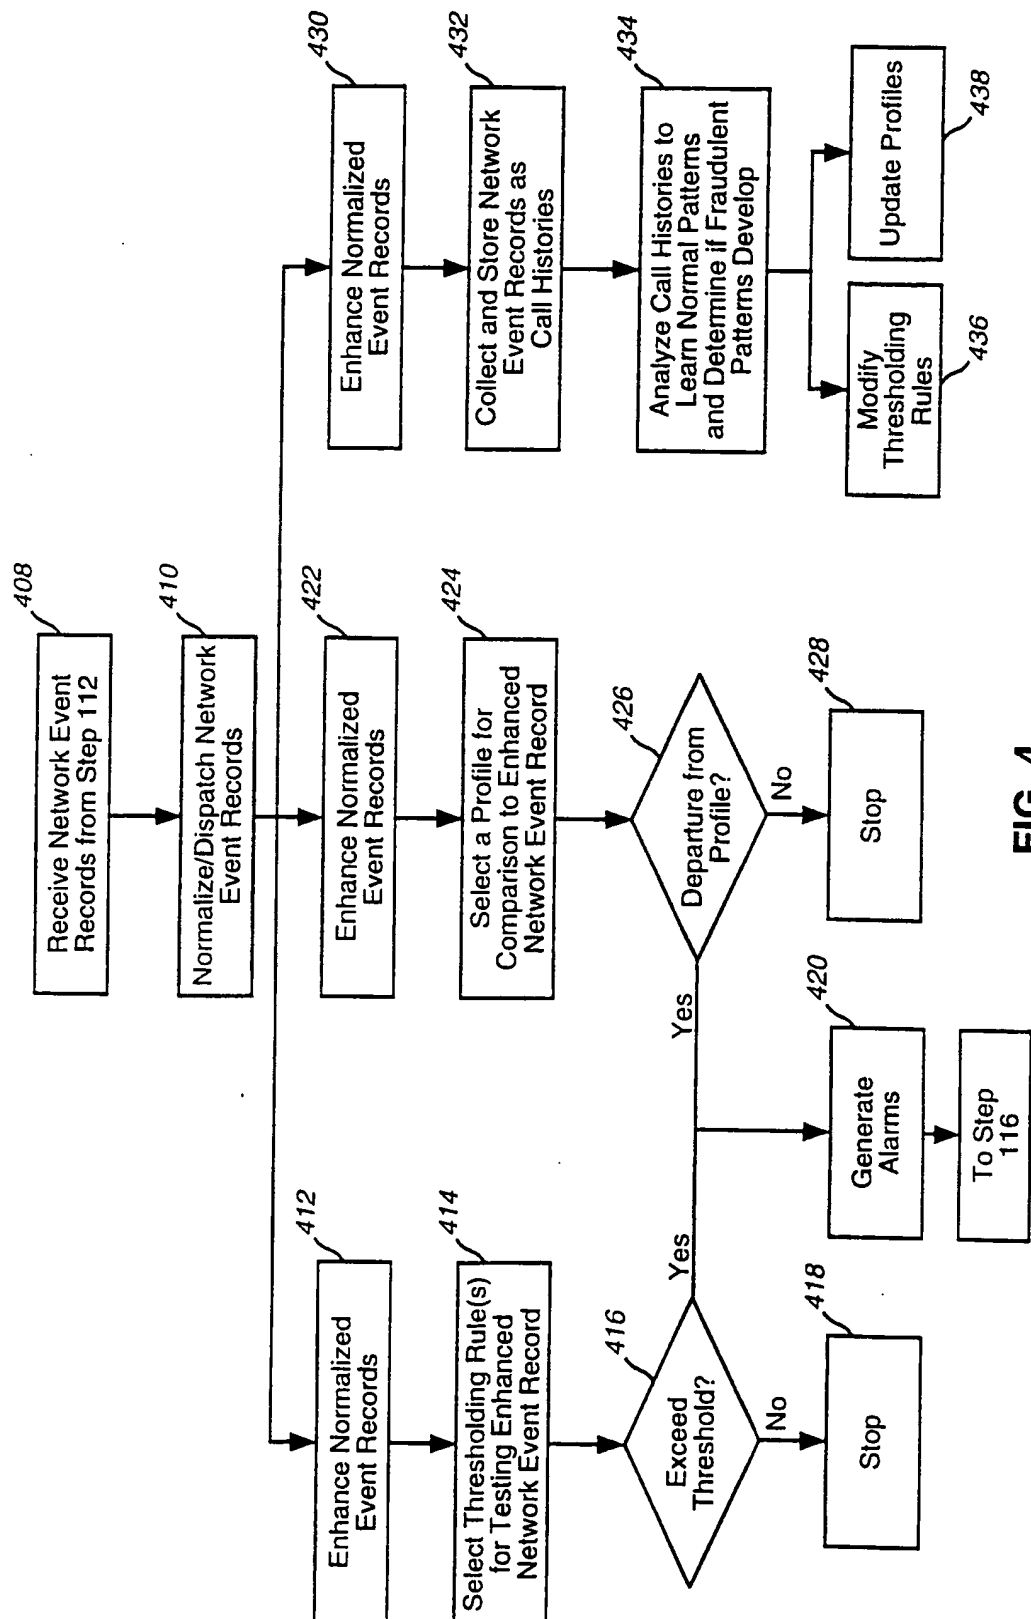 408
Receive Network Event
Records from Step 112
410
Normalize/Dispatch Network
Event Records
412
Enhance Normalized
Event Records
414
Select Thresholding Rule(s)
for Testing Enhanced
Network Event Record
416
Exceed
Threshold?
Yes
No
418
Stop
422
Enhance Normalized
Event Records
424
Select a Profile for
Comparison to Enhanced
Network Event Record
426
Departure from
Profile?
Yes
No
428
Stop
420
Generate
Alarms
To Step
116
430
Enhance Normalized
Event Records
432
Collect and Store Network
Event Records as
Call Histories
434
Analyze Call Histories to
Learn Normal Patterns
and Determine if Fraudulent
Patterns Develop
Modify
Thresholding
Rules
436
Update Profiles
438
FIG. 4